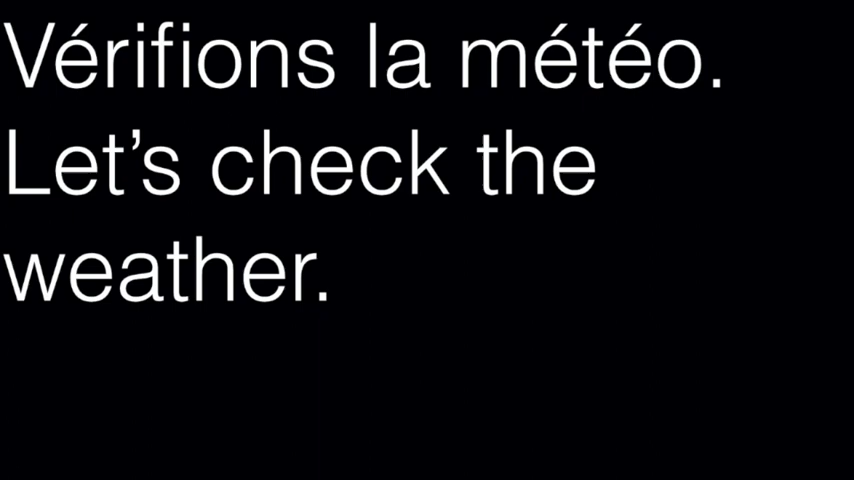 Vérifions la météo.
Let’s check the
weather.